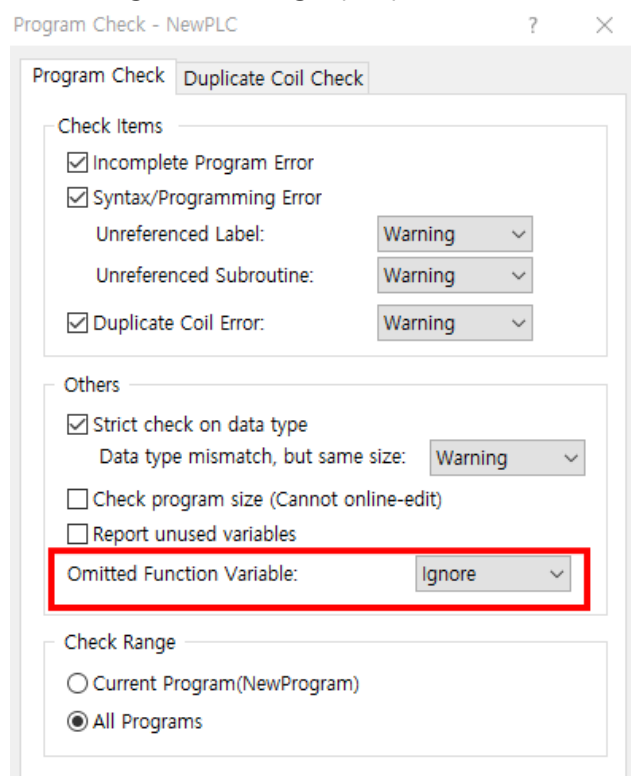 Program Check - NewPLC ? ×
Program Check Duplicate Coil Check
Check Items
Incomplete Program Error
Syntax/Programming Error
Unreferenced Label: Warning
Unreferenced Subroutine: Warning
Duplicate Coil Error: Warning
Others
Strict check on data type
Data type mismatch, but same size: Warning
Check program size (Cannot online-edit)
Report unused variables
Omitted Function Variable: Ignore
Check Range
Current Program(NewProgram)
All Programs